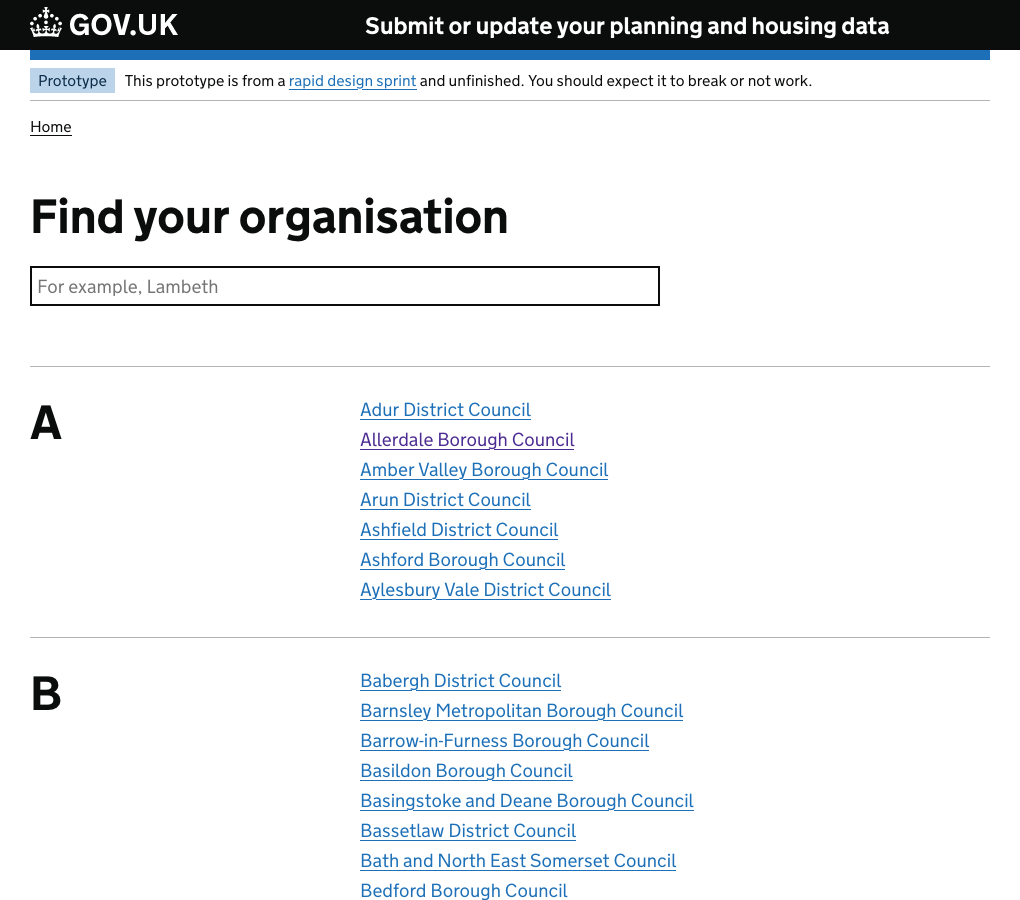 GOV.UK Submit or update your planning and housing data
Prototype This prototype is from a rapid design sprint and unfinished. You should expect it to break or not work.
Home
Find your organisation
For example, Lambeth
A
Adur District Council
Allerdale Borough Council
Amber Valley Borough Council
Arun District Council
Ashfield District Council
Ashford Borough Council
Aylesbury Vale District Council
B
Babergh District Council
Barnsley Metropolitan Borough Council
Barrow-in-Furness Borough Council
Basildon Borough Council
Basingstoke and Deane Borough Council
Bassetlaw District Council
Bath and North East Somerset Council
Bedford Borough Council